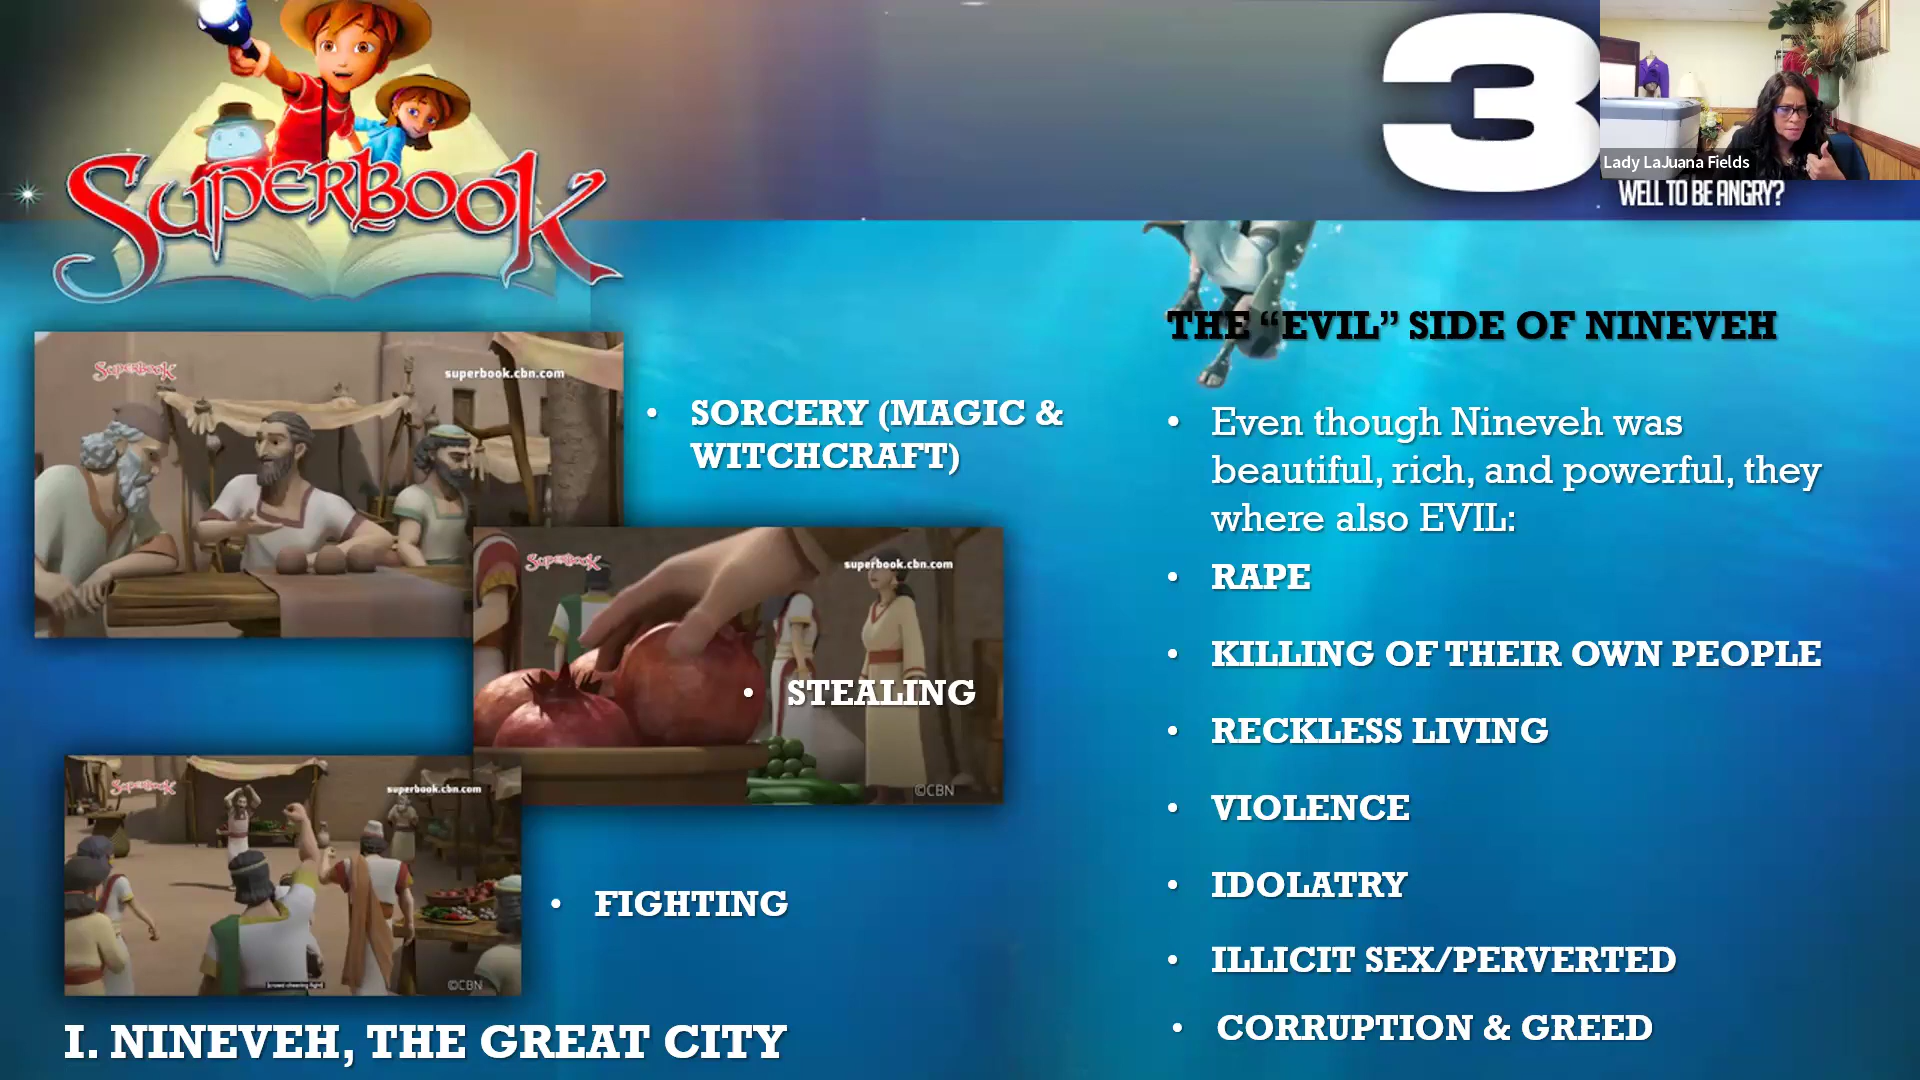 SUPERBOOK
3
Lady LaJuana Fields
WELL TO BE ANGRY?
SUPERBOOK
superbook.cbn.com
• SORCERY (MAGIC &
WITCHCRAFT)
SUPERBOOK
superbook.cbn.com
• STEALING
©CBN
SUPERBOOK
superbook.cbn.com
[crowd cheering fight]
©CBN
• FIGHTING
I. NINEVEH, THE GREAT CITY
THE “EVIL” SIDE OF NINEVEH
• Even though Nineveh was
beautiful, rich, and powerful, they
where also EVIL:
• RAPE
• KILLING OF THEIR OWN PEOPLE
• RECKLESS LIVING
• VIOLENCE
• IDOLATRY
• ILLICIT SEX/PERVERTED
• CORRUPTION & GREED